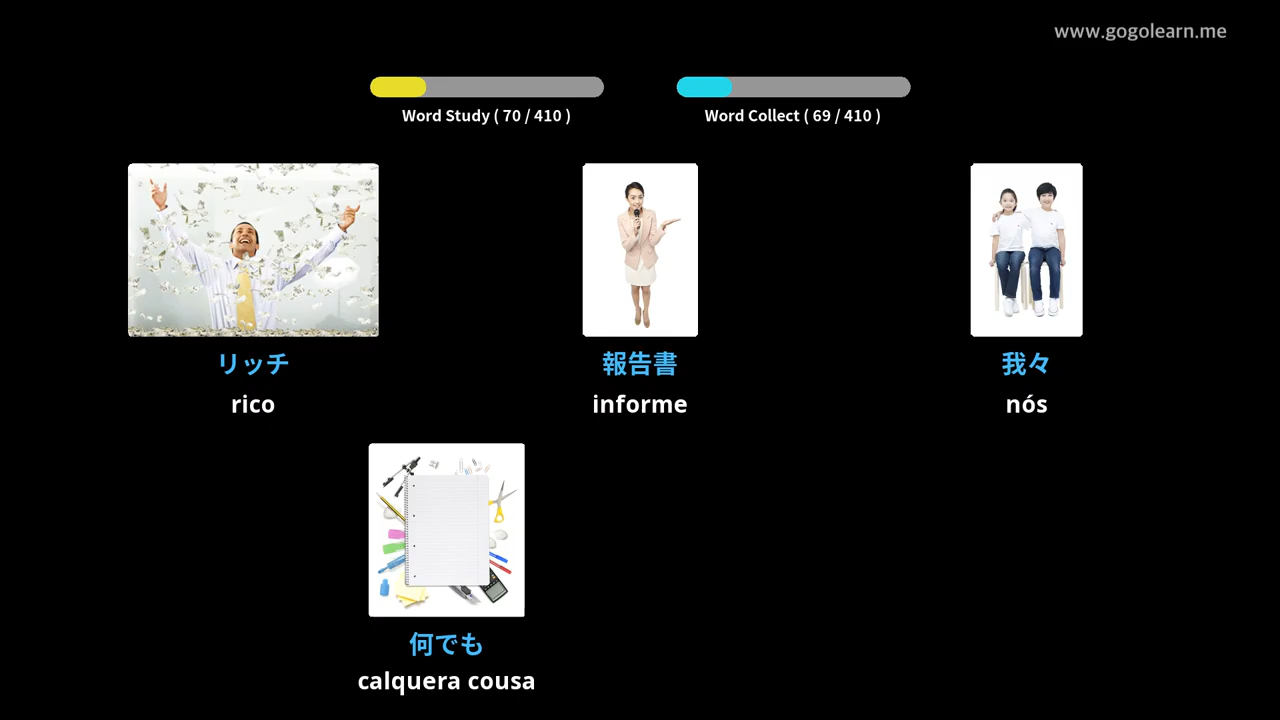 www.gogolearn.me
Word Study ( 70 / 410 )
Word Collect ( 69 / 410 )
リッチ
rico
報告書
informe
我々
nós
何でも
calquera cousa